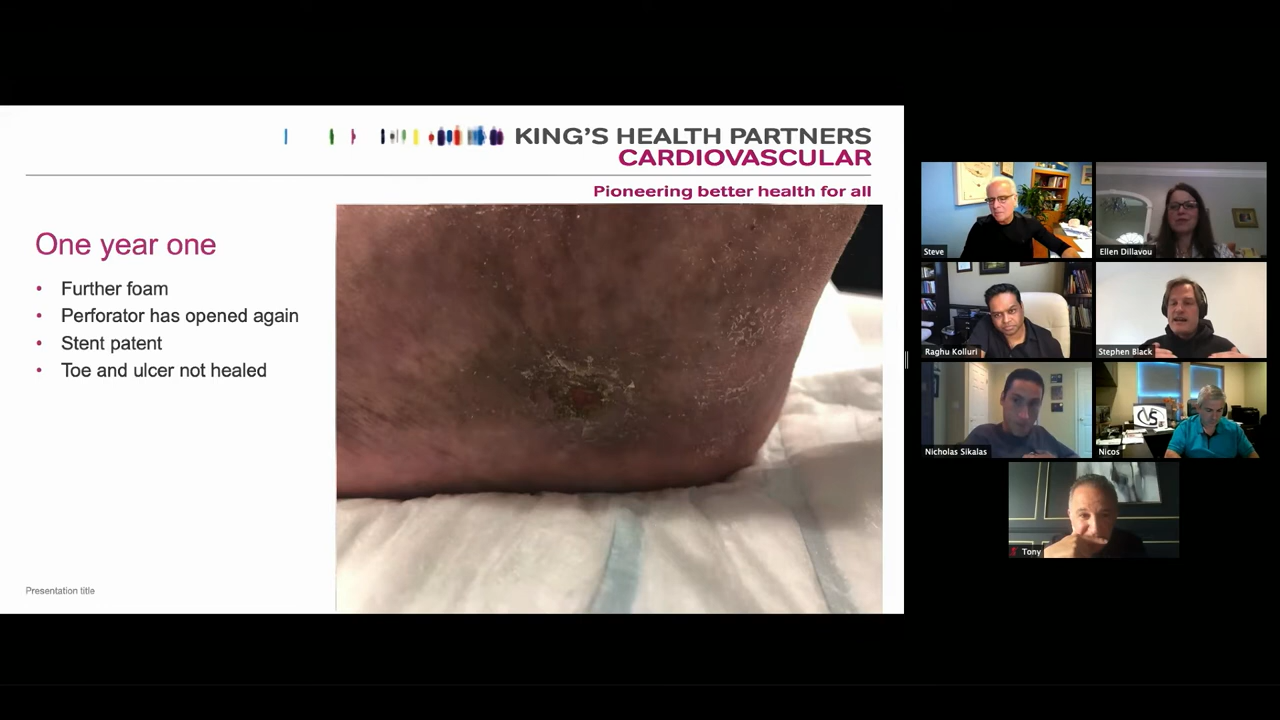 KING'S HEALTH PARTNERS
CARDIOVASCULAR
Pioneering better health for all
One year one
• Further foam
• Perforator has opened again
• Stent patent
• Toe and ulcer not healed
Presentation title
Steve
Ellen Dillavou
Raghu Kolluri
Stephen Black
Nicholas Sikalas
Nicos
Tony